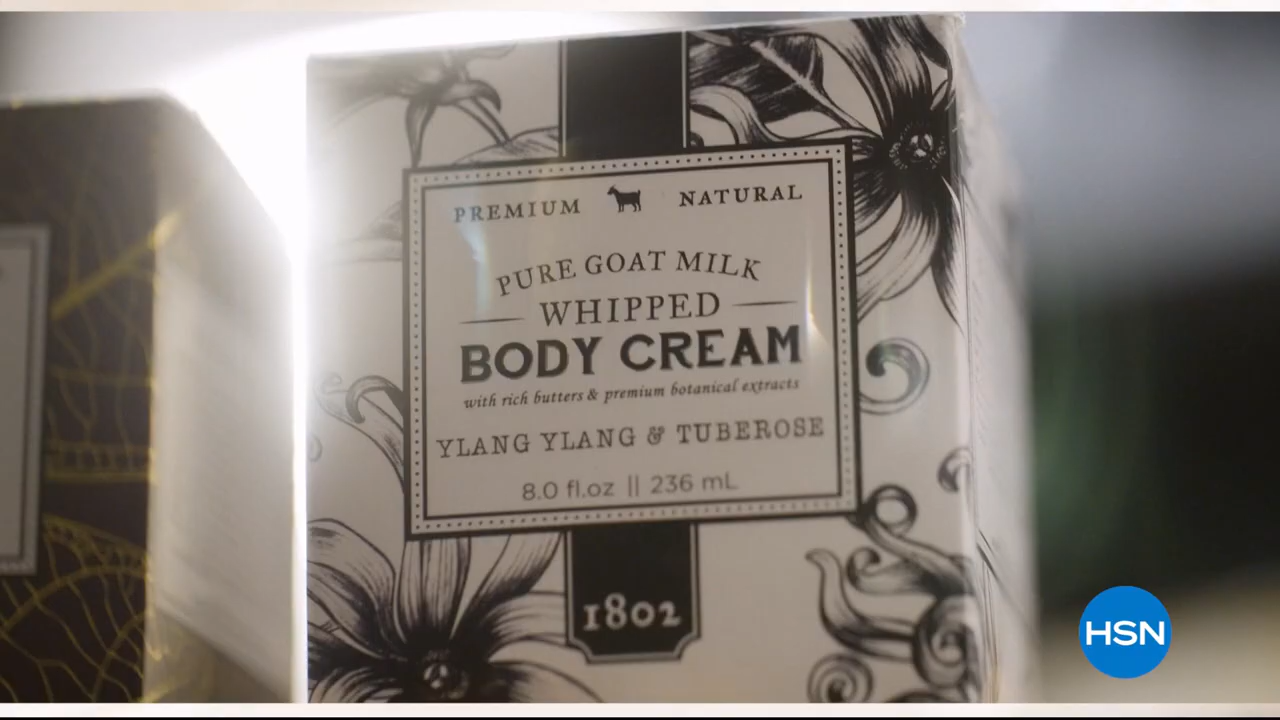 PREMIUM NATURAL
PURE GOAT MILK
WHIPPED
BODY CREAM
with rich butters & premium botanical extracts
YLANG YLANG & TUBEROSE
8.0 fl.oz || 236 mL
1802
HSN